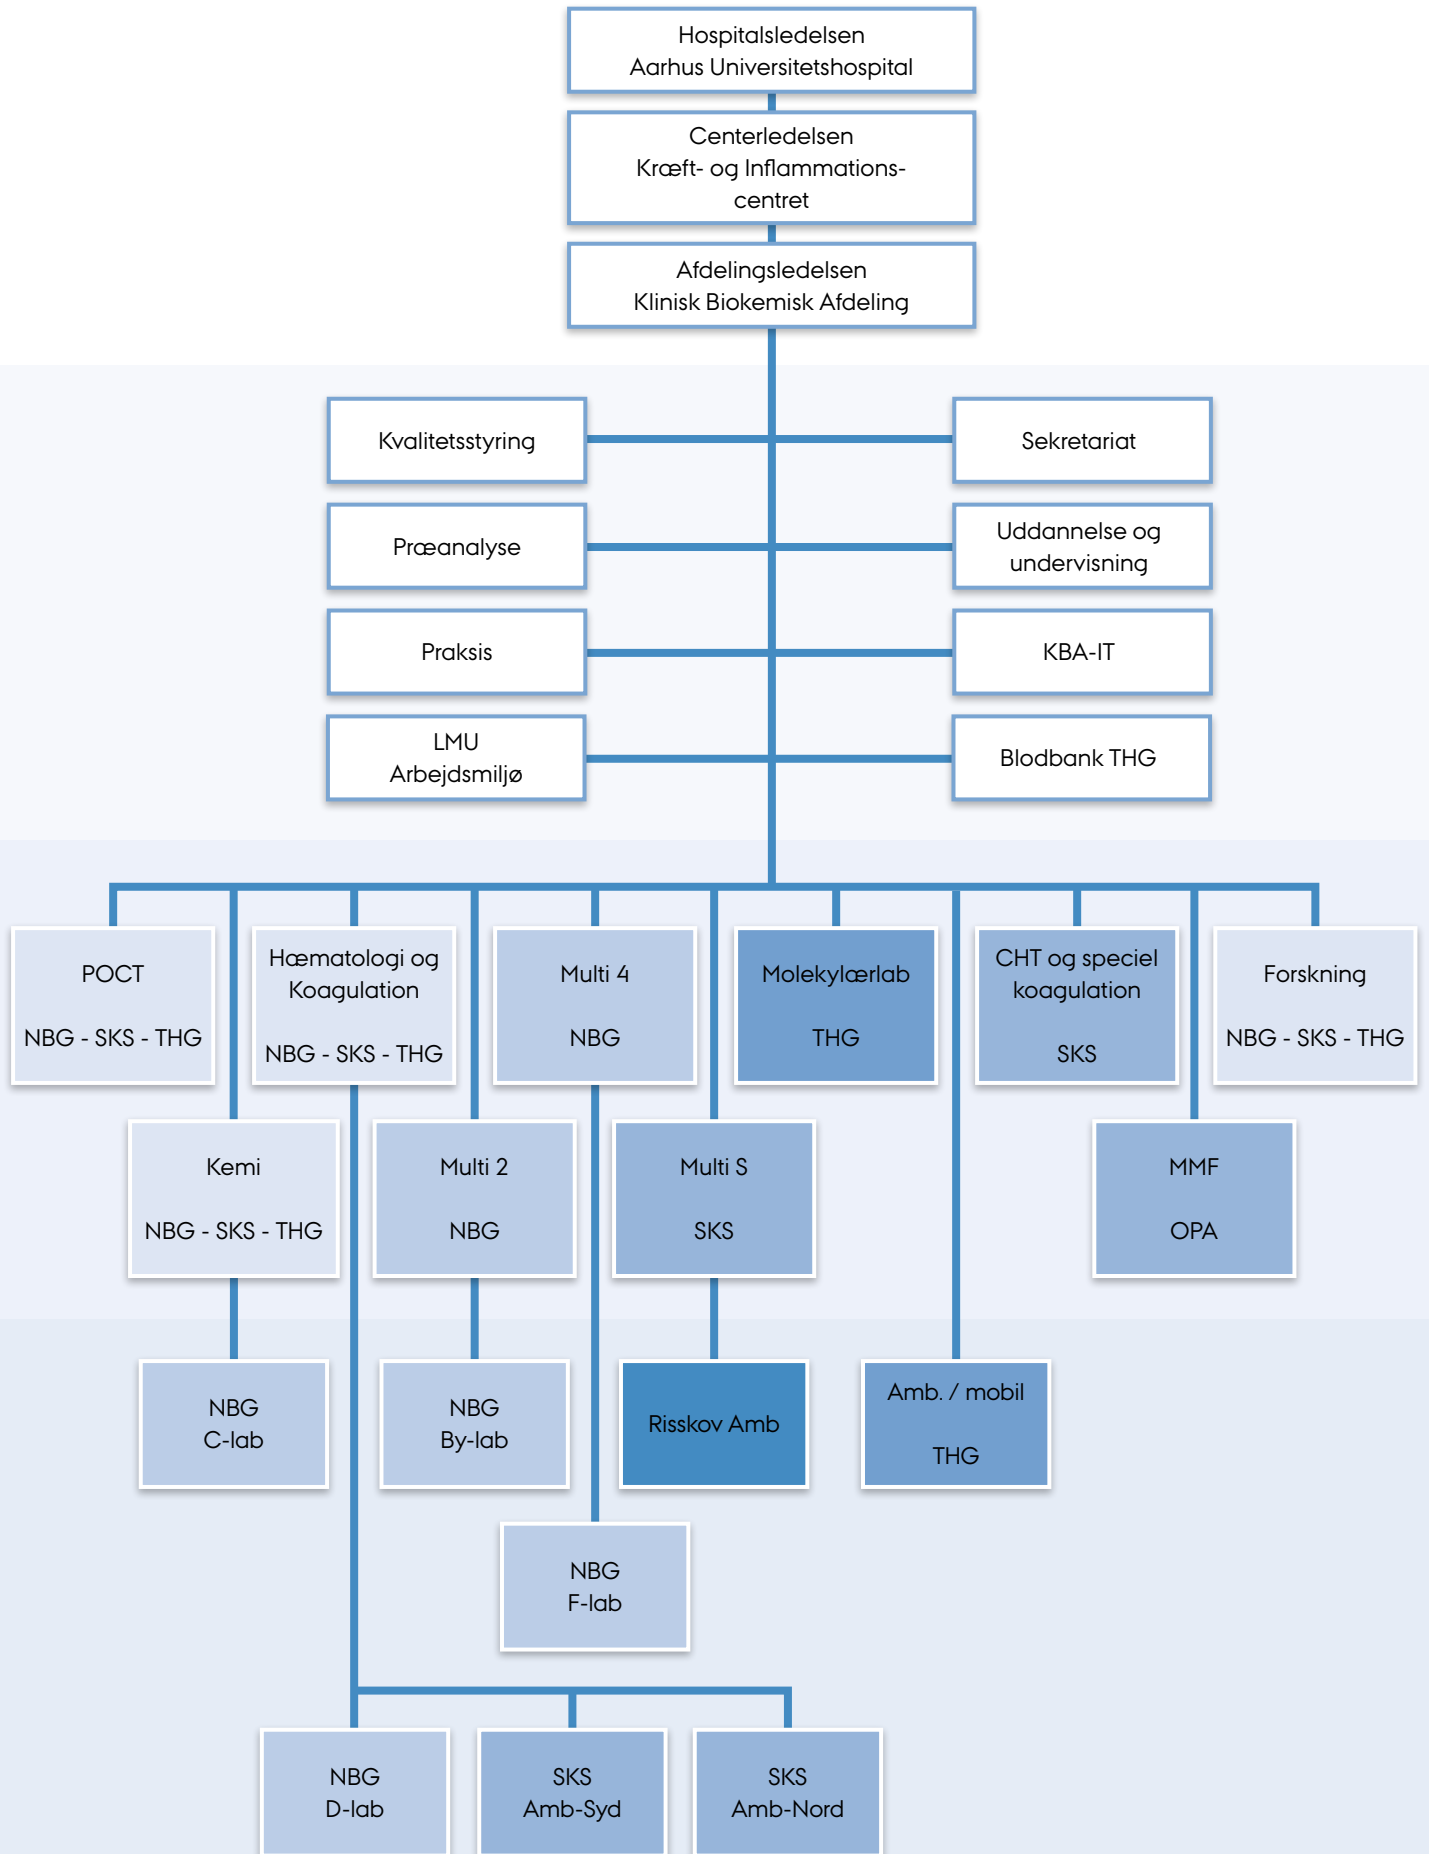 Hospitalsledelsen
Aarhus Universitetshospital
Centerledelsen
Kræft- og Inflammations-
centret
Afdelingsledelsen
Klinisk Biokemisk Afdeling
Kvalitetsstyring
Sekretariat
Præanalyse
Uddannelse og
undervisning
Praksis
KBA-IT
LMU
Arbejdsmiljø
Blodbank THG
POCT
NBG - SKS - THG
Hæmatologi og
Koagulation
NBG - SKS - THG
Multi 4
NBG
Molekylærlab
THG
CHT og speciel
koagulation
SKS
Forskning
NBG - SKS - THG
Kemi
NBG - SKS - THG
Multi 2
NBG
Multi S
SKS
MMF
OPA
NBG
C-lab
NBG
By-lab
Risskov Amb
Amb. / mobil
THG
NBG
F-lab
NBG
D-lab
SKS
Amb-Syd
SKS
Amb-Nord